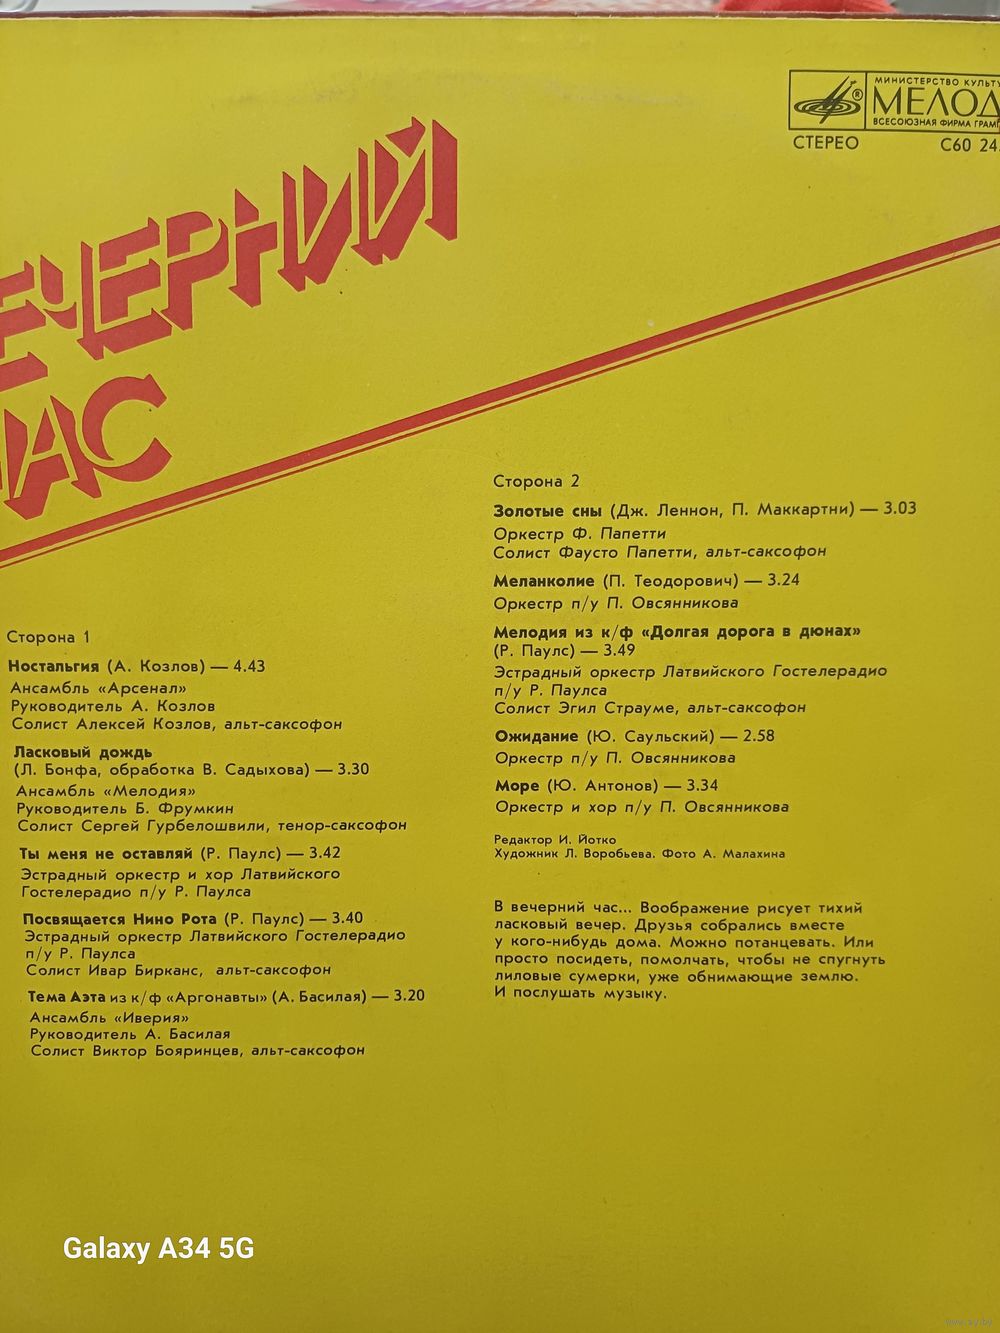 МИНИСТЕРСТВО
МЕЛОД
ВСЕСОЮЗНАЯ ФИРМА
СТЕРЕО С60 24
ЕЧЕРНИЙ
ЧАС
Сторона 1
Ностальгия (А. Козлов) — 4.43
Ансамбль «Арсенал»
Руководитель А. Козлов
Солист Алексей Козлов, альт-саксофон
Ласковый дождь
(Л. Бонфа, обработка В. Садыхова) — 3.30
Ансамбль «Мелодия»
Руководитель Б. Фрумкин
Солист Сергей Гурбелошвили, тенор-саксофон
Ты меня не оставляй (Р. Паулс) — 3.42
Эстрадный оркестр и хор Латвийского
Гостелерадио п/у Р. Паулса
Посвящается Нино Рота (Р. Паулс) — 3.40
Эстрадный оркестр Латвийского Гостелерадио
п/у Р. Паулса
Солист Ивар Бирканс, альт-саксофон
Тема Аэта из к/ф «Аргонавты» (А. Басилая) — 3.20
Ансамбль «Иверия»
Руководитель А. Басилая
Солист Виктор Бояринцев, альт-саксофон
Сторона 2
Золотые сны (Дж. Леннон, П. Маккартни) — 3.03
Оркестр Ф. Папетти
Солист Фаусто Папетти, альт-саксофон
Меланколие (П. Теодорович) — 3.24
Оркестр п/у П. Овсянникова
Мелодия из к/ф «Долгая дорога в дюнах»
(Р. Паулс) — 3.49
Эстрадный оркестр Латвийского Гостелерадио
п/у Р. Паулса
Солист Эгил Страуме, альт-саксофон
Ожидание (Ю. Саульский) — 2.58
Оркестр п/у П. Овсянникова
Море (Ю. Антонов) — 3.34
Оркестр и хор п/у П. Овсянникова
Редактор И. Йотко
Художник Л. Воробьева. Фото А. Малахина
В вечерний час... Воображение рисует тихий
ласковый вечер. Друзья собрались вместе
у кого-нибудь дома. Можно потанцевать. Или
просто посидеть, помолчать, чтобы не спугнуть
лиловые сумерки, уже обнимающие землю.
И послушать музыку.
Galaxy A34 5G
www.ay.by